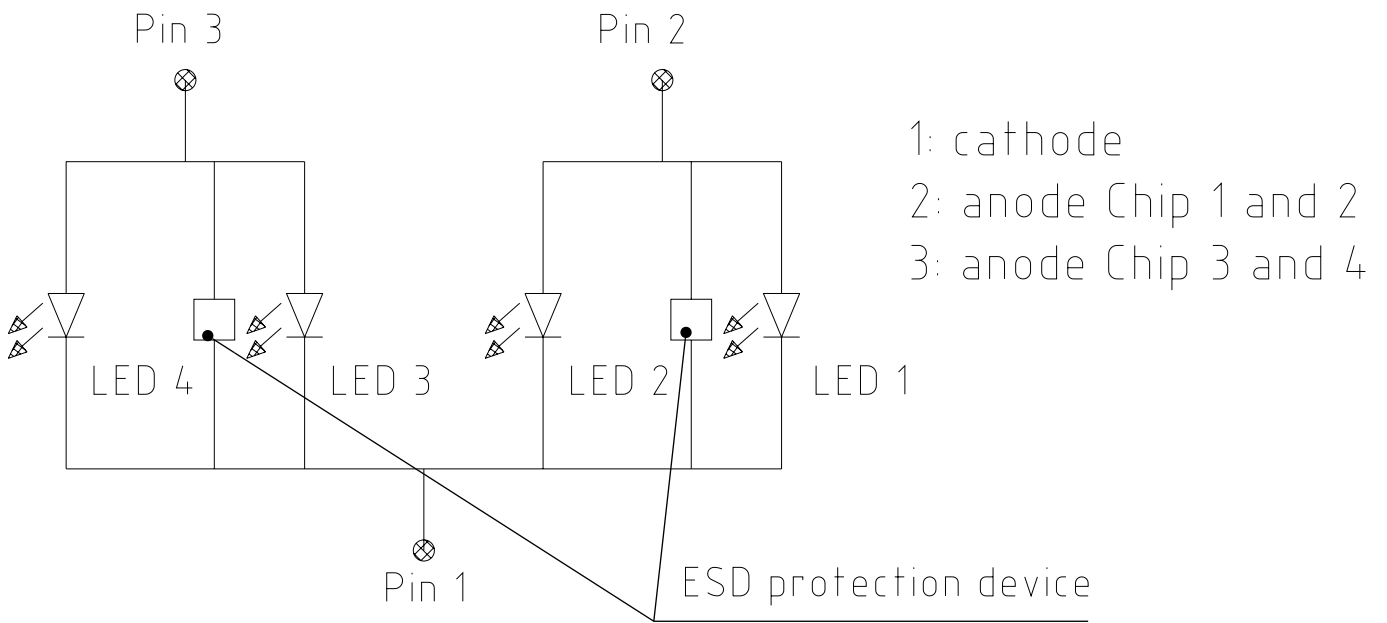 Pin 3
Pin 2
1: cathode
2: anode Chip 1 and 2
3: anode Chip 3 and 4
LED 4
LED 3
LED 2
LED 1
Pin 1
ESD protection device